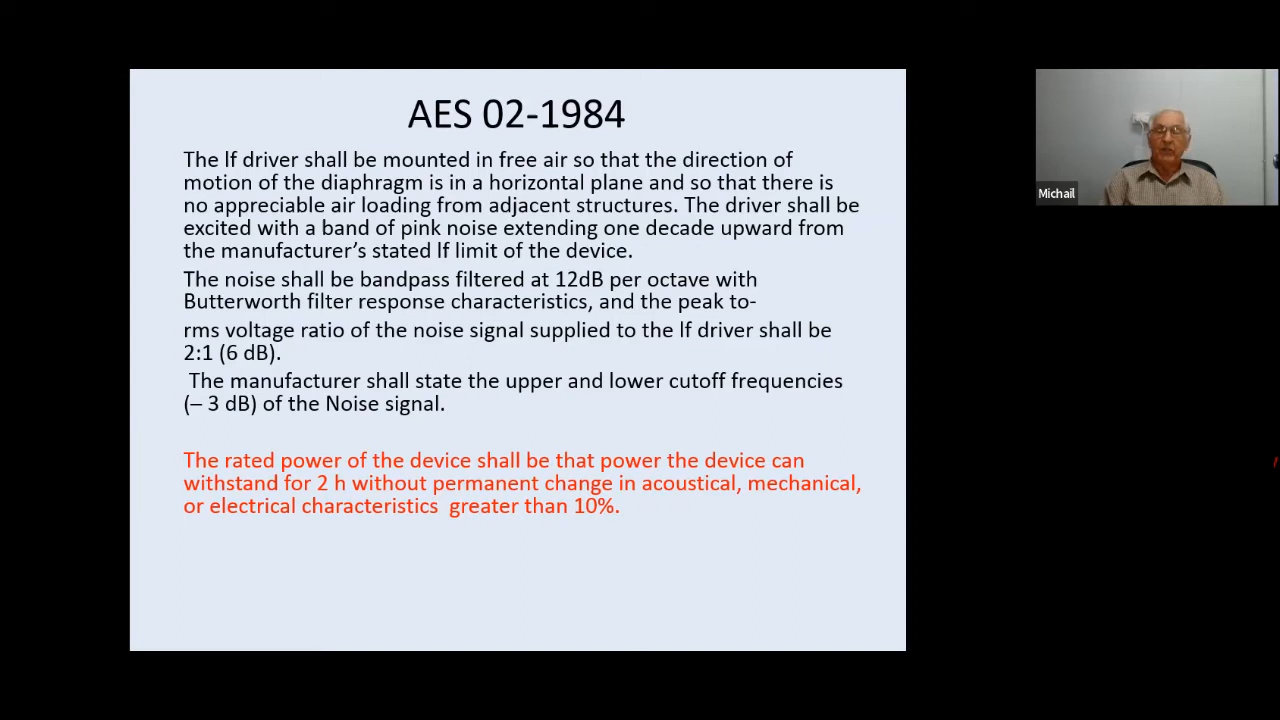 AES 02-1984
The lf driver shall be mounted in free air so that the direction of
motion of the diaphragm is in a horizontal plane and so that there is
no appreciable air loading from adjacent structures. The driver shall be
excited with a band of pink noise extending one decade upward from
the manufacturer's stated lf limit of the device.
The noise shall be bandpass filtered at 12dB per octave with
Butterworth filter response characteristics, and the peak to-
rms voltage ratio of the noise signal supplied to the lf driver shall be
2:1 (6 dB).
The manufacturer shall state the upper and lower cutoff frequencies
(– 3 dB) of the Noise signal.
The rated power of the device shall be that power the device can
withstand for 2 h without permanent change in acoustical, mechanical,
or electrical characteristics  greater than 10%.
Michail